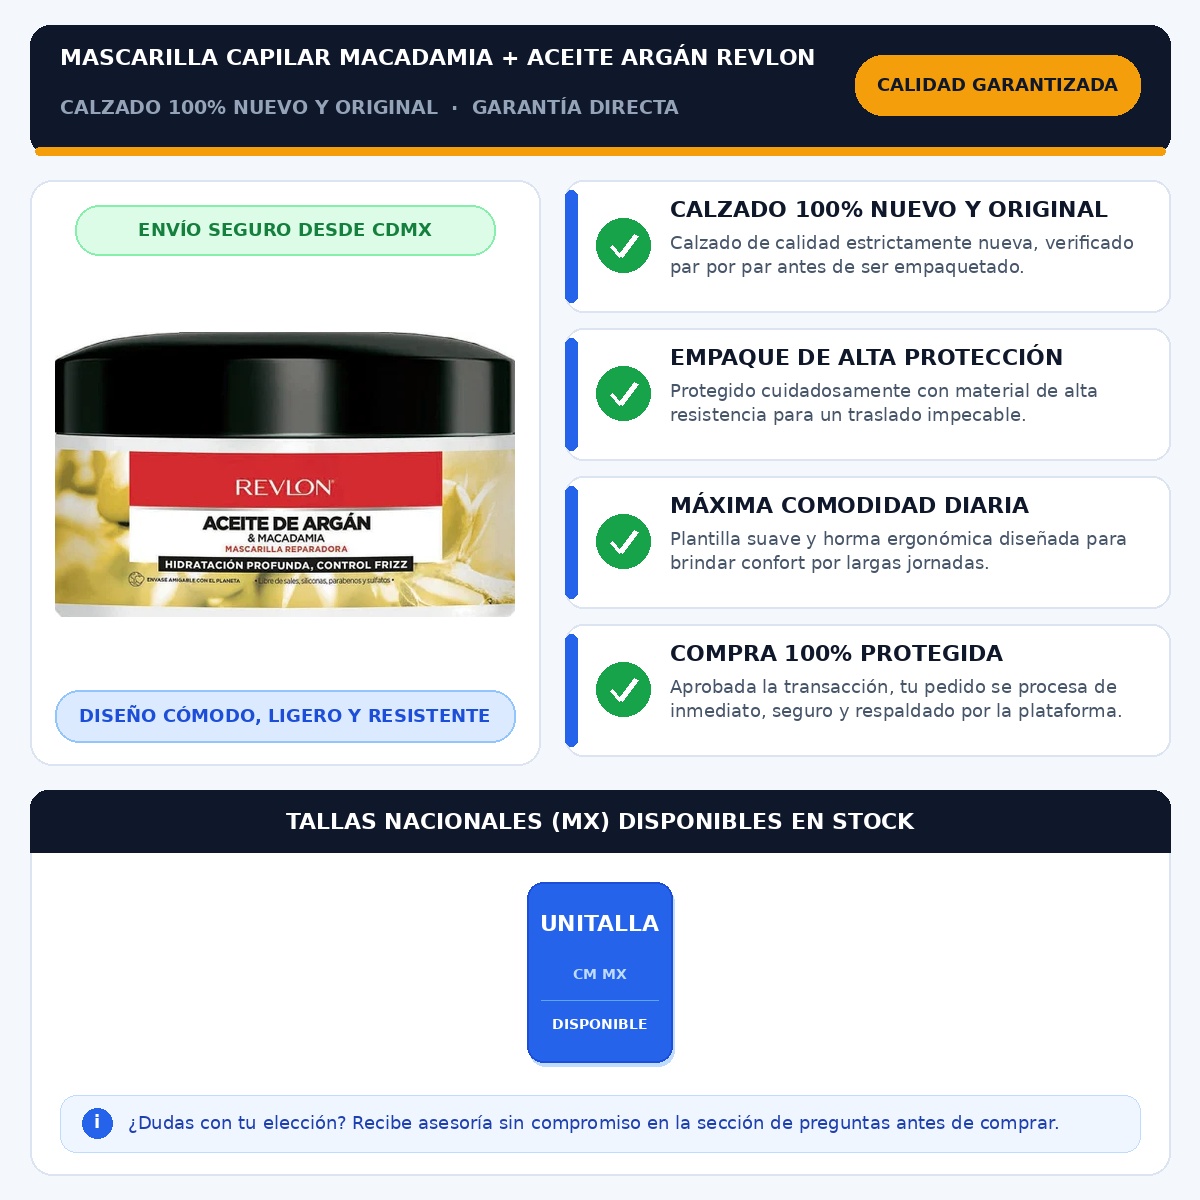 MASCARILLA CAPILAR MACADAMIA + ACEITE ARGÁN REVLON
CALZADO 100% NUEVO Y ORIGINAL · GARANTÍA DIRECTA
CALIDAD GARANTIZADA
ENVÍO SEGURO DESDE CDMX
REVLON
ACEITE DE ARGÁN
& MACADAMIA
MASCARILLA REPARADORA
HIDRATACIÓN PROFUNDA, CONTROL FRIZZ
ENVASE AMIGABLE CON EL PLANETA • Libre de sales, siliconas, parabenos y sulfatos •
DISEÑO CÓMODO, LIGERO Y RESISTENTE
CALZADO 100% NUEVO Y ORIGINAL
Calzado de calidad estrictamente nueva, verificado
par por par antes de ser empaquetado.
EMPAQUE DE ALTA PROTECCIÓN
Protegido cuidadosamente con material de alta
resistencia para un traslado impecable.
MÁXIMA COMODIDAD DIARIA
Plantilla suave y horma ergonómica diseñada para
brindar confort por largas jornadas.
COMPRA 100% PROTEGIDA
Aprobada la transacción, tu pedido se procesa de
inmediato, seguro y respaldado por la plataforma.
TALLAS NACIONALES (MX) DISPONIBLES EN STOCK
UNITALLA
CM MX
DISPONIBLE
i ¿Dudas con tu elección? Recibe asesoría sin compromiso en la sección de preguntas antes de comprar.